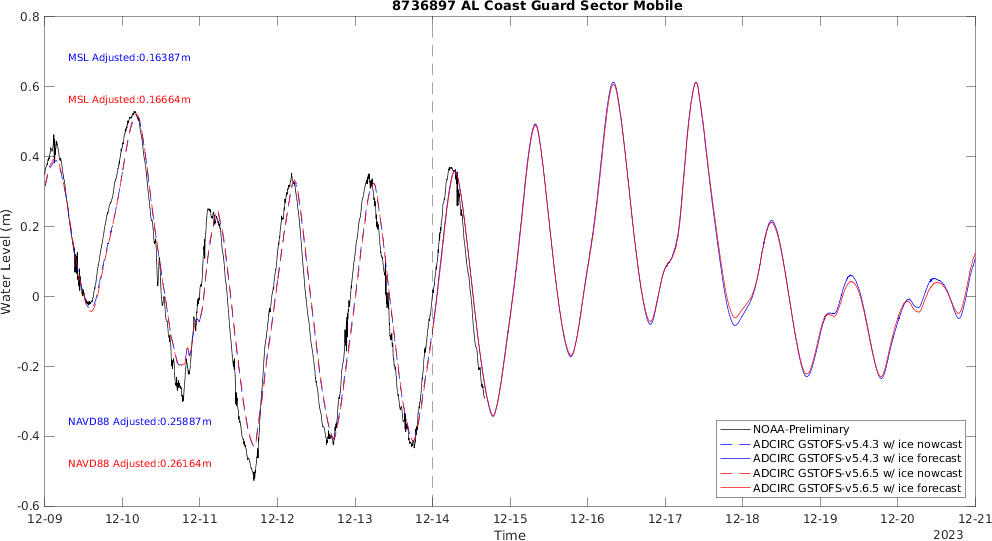 8736897 AL Coast Guard Sector Mobile
0.8
MSL Adjusted:0.16387m
0.6
MSL Adjusted:0.16664m
0.4
0.2
Water Level (m)
0
-0.2
NAVD88 Adjusted:0.25887m
-0.4
NAVD88 Adjusted:0.26164m
-0.6
NOAA-Preliminary
ADCIRC GSTOFS-v5.4.3 w/ ice nowcast
ADCIRC GSTOFS-v5.4.3 w/ ice forecast
ADCIRC GSTOFS-v5.6.5 w/ ice nowcast
ADCIRC GSTOFS-v5.6.5 w/ ice forecast
12-09 12-10 12-11 12-12 12-13 12-14 12-15 12-16 12-17 12-18 12-19 12-20 12-21
Time
2023